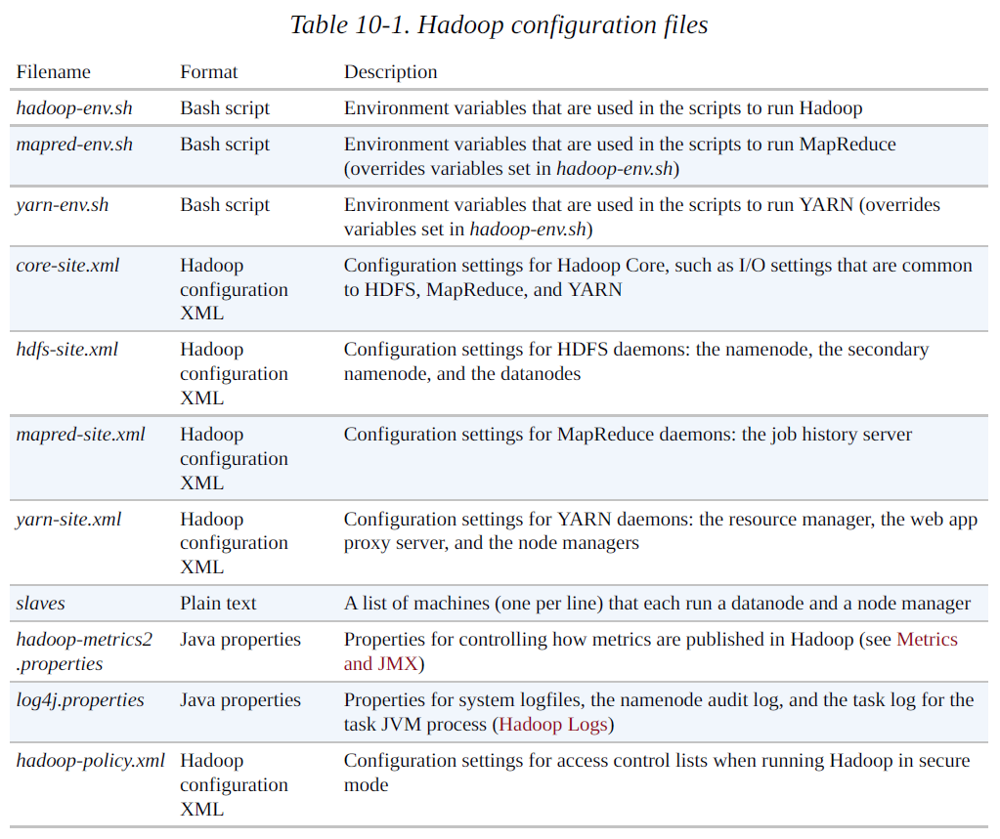 Table 10-1. Hadoop configuration files
Filename Format Description
hadoop-env.sh Bash script Environment variables that are used in the scripts to run Hadoop
mapred-env.sh Bash script Environment variables that are used in the scripts to run MapReduce
(overrides variables set in hadoop-env.sh)
yarn-env.sh Bash script Environment variables that are used in the scripts to run YARN (overrides
variables set in hadoop-env.sh)
core-site.xml Hadoop Configuration settings for Hadoop Core, such as I/O settings that are common
configuration to HDFS, MapReduce, and YARN
XML
hdfs-site.xml Hadoop Configuration settings for HDFS daemons: the namenode, the secondary
configuration namenode, and the datanodes
XML
mapred-site.xml Hadoop Configuration settings for MapReduce daemons: the job history server
configuration
XML
yarn-site.xml Hadoop Configuration settings for YARN daemons: the resource manager, the web app
configuration proxy server, and the node managers
XML
slaves Plain text A list of machines (one per line) that each run a datanode and a node manager
hadoop-metrics2 Java properties Properties for controlling how metrics are published in Hadoop (see Metrics
.properties and JMX)
log4j.properties Java properties Properties for system logfiles, the namenode audit log, and the task log for the
task JVM process (Hadoop Logs)
hadoop-policy.xml Hadoop Configuration settings for access control lists when running Hadoop in secure
configuration mode
XML